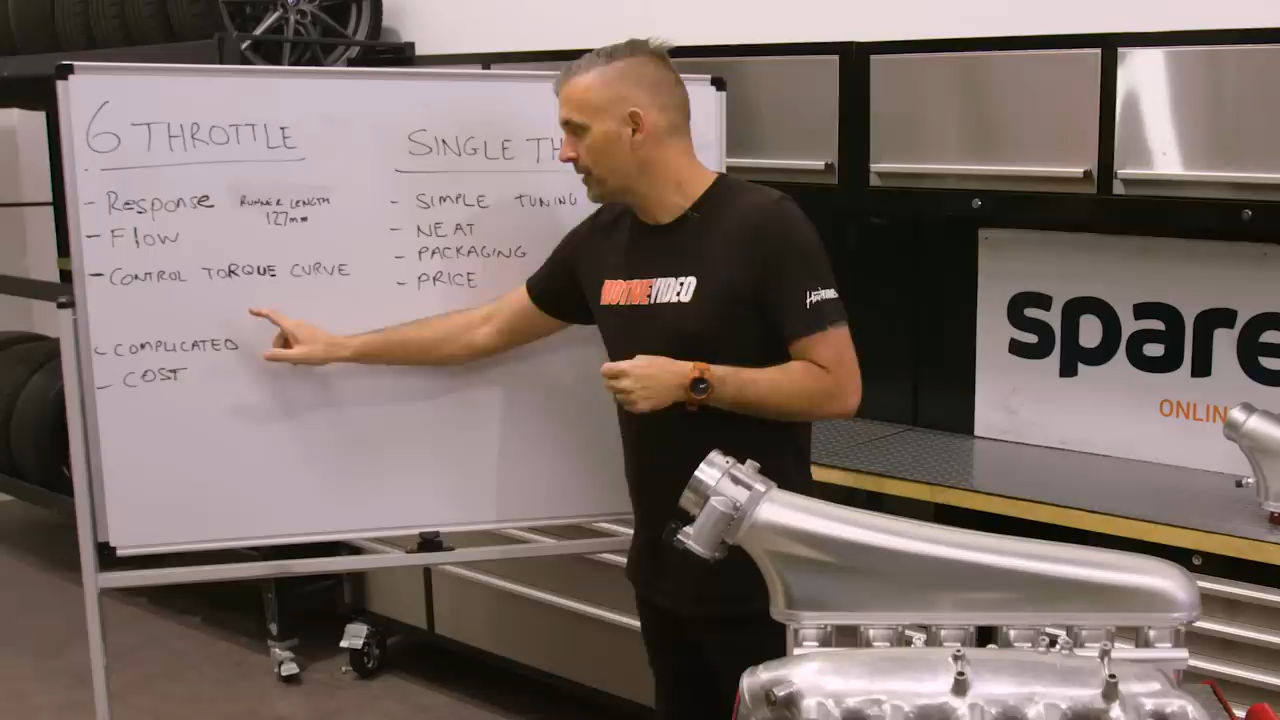 6 THROTTLE
- Response
RUNNER LENGTH
127mm
- Flow
- CONTROL TORQUE CURVE
- COMPLICATED
- COST
SINGLE TH
- SIMPLE TUNING
- NEAT
- PACKAGING
- PRICE
MOTIVEVIDEO
spare
ONLIN